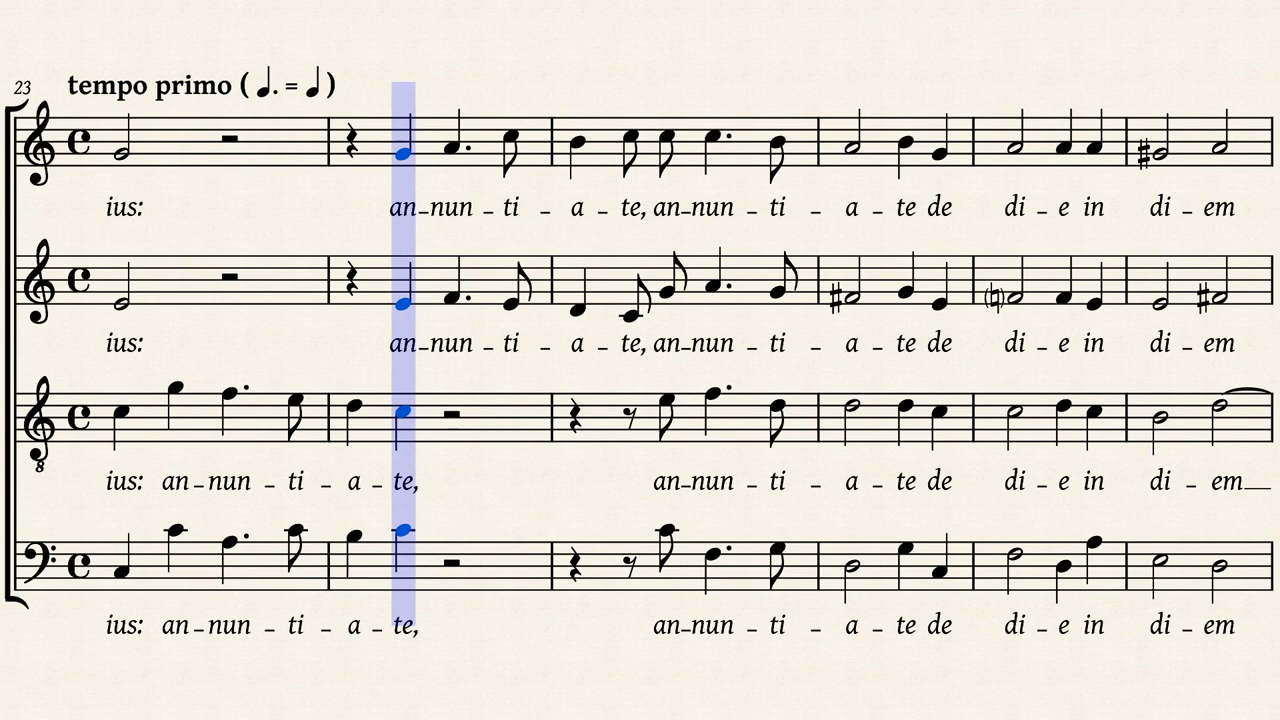 23 tempo primo ( ♩. = ♩ )
ius: an-nun - ti - a - te, an-nun - ti - a - te de di - e in di - em
ius: an-nun - ti - a - te, an-nun - ti - a - te de di - e in di - em
8
ius: an-nun - ti - a - te, an-nun - ti - a - te de di - e in di - em__
ius: an-nun - ti - a - te, an-nun - ti - a - te de di - e in di - em